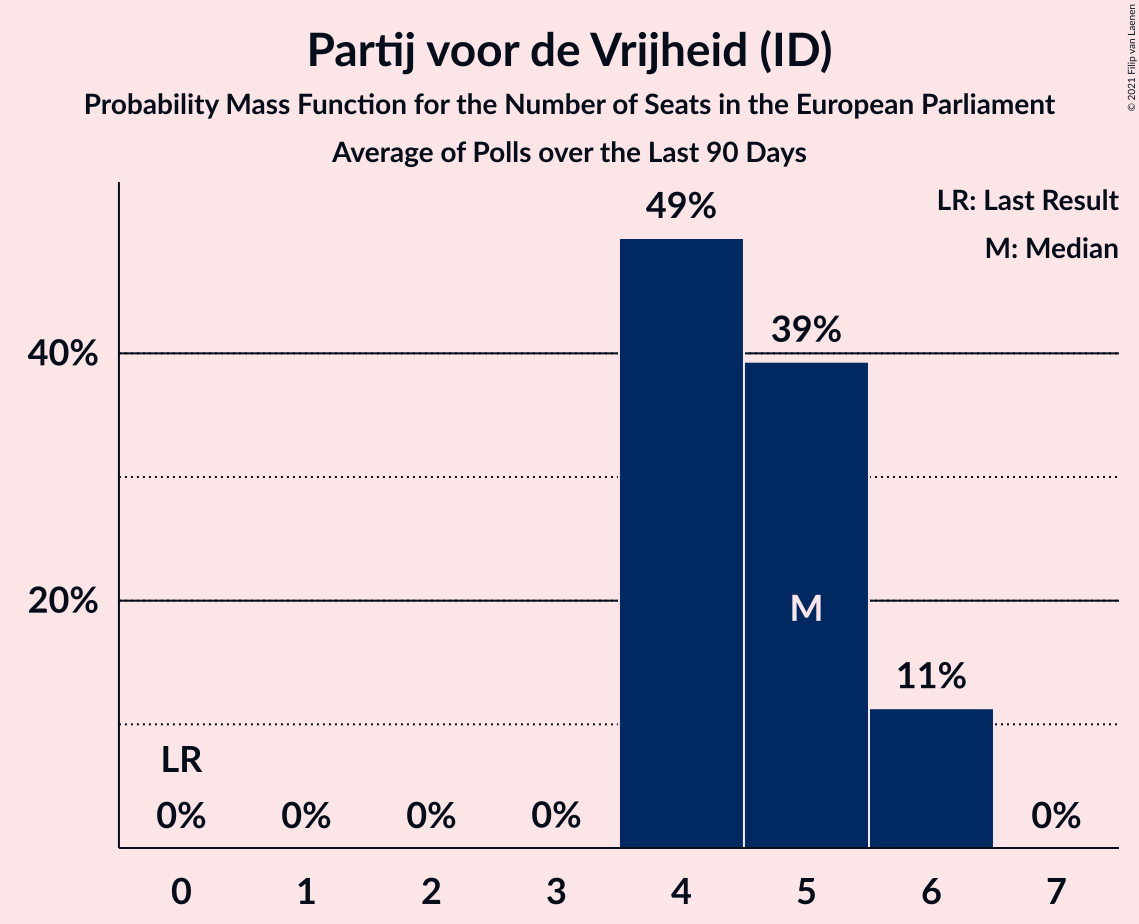 Partij voor de Vrijheid (ID)
Probability Mass Function for the Number of Seats in the European Parliament
Average of Polls over the Last 90 Days
© 2021 Filip van Laenen
LR: Last Result
M: Median
49%
39%
40%
20%
M
11%
LR
0% 0% 0% 0% 0%
0 1 2 3 4 5 6 7